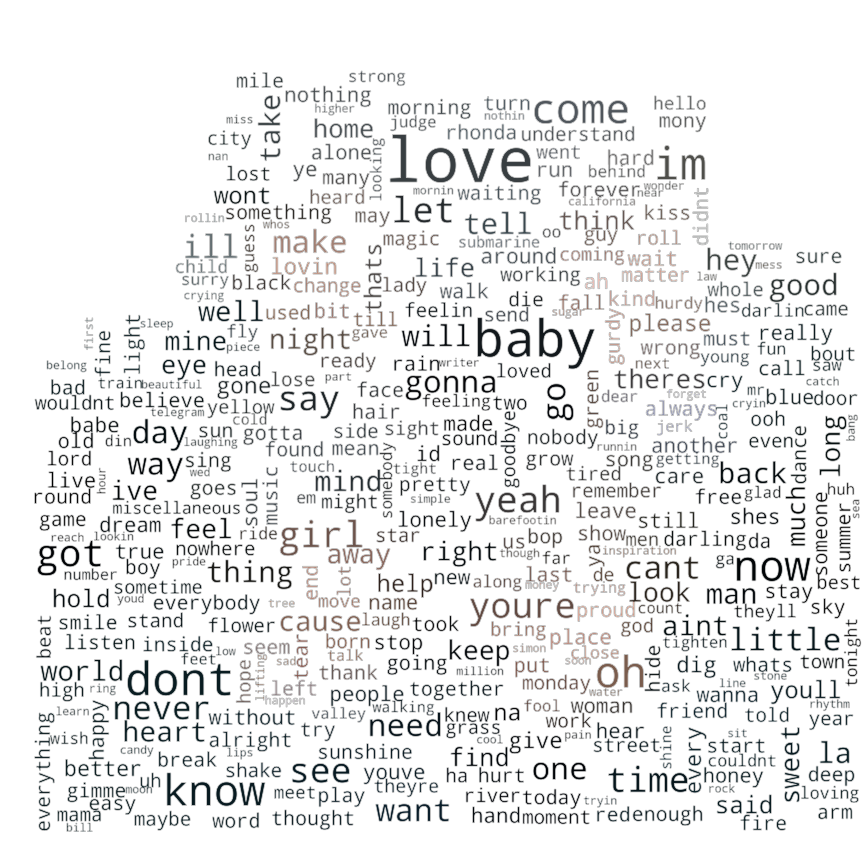 mile strong
nothing higher
take morning turn come hello
miss home judge nothin mony
city rhonda understand
nan alone looking love went hard im
lost ye many run behind
wont heard mornin waiting forever near wonder
rollin something may let california didnt
whos tell think kiss
ill guess make magic submarine oo guy roll tomorrow
child lovin thats life around coming wait hey mess sure
surry black change lady working ah matter law good
crying walk die kind whole
well used bit till feelin send fall hurdy hes darlin came
first sleep light fly night gave will baby sugar gurdy please must really
fine mine piece wrong young fun bout
belong eye head ready rain writer loved next theres cry call saw
bad train beautiful gone lose part face gonna go green dear forget mr catch
wouldnt believe yellow say hair feeling two always cryin blue door
babe telegram cold made goodbye big jerk coal ooh bang
old din day sun gotta side sight sound nobody another even long
laughing found mean somebody id runnin
lord way sing real grow song getting dance
live hour wed touch mind tight pretty tired care back
round ive goes soul music em might simple yeah remember free glad much huh sea
miscellaneous leave
game dream feel ride girl star lonely barefootin still shes someone summer
reach lookin us bop show men darling da
got true nowhere away right though far ya inspiration ga now
number boy pride thing end lot help new along last de cant best
sometime money trying look man stay
hold youd everybody tree move name youre proud count theyll sky
smile stand flower cause laugh took bring god aint
beat listen inside low seem tear born stop keep simon place close tighten little tonight
feet talk going soon hide
world hope lifting sad thank million put oh dig whats town
high ring dont left people together monday water ask line stone youll
learn happen wanna
never valley walking knew na fool woman friend told rhythm
everything wish happy heart without try need grass work hear year
alright cool give pain street shine every sit start
candy break lips sunshine find couldnt sweet la
better uh shake see youve ha hurt one time honey deep
gimme moon know meet play theyre river today tryin rock loving
easy said
mama maybe word thought want hand moment red enough arm
bill fire